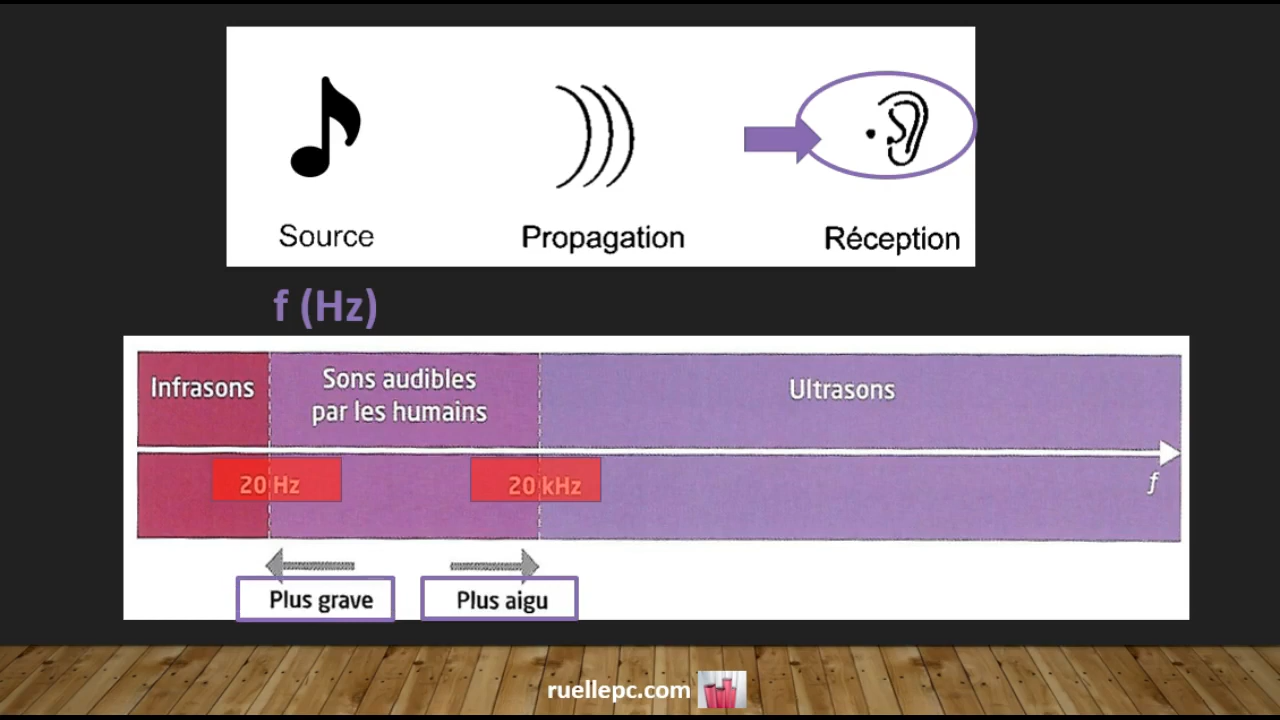 Source
Propagation
Réception
f (Hz)
Infrasons
Sons audibles
par les humains
Ultrasons
20 Hz
20 kHz
f
Plus grave
Plus aigu
ruellepc.com